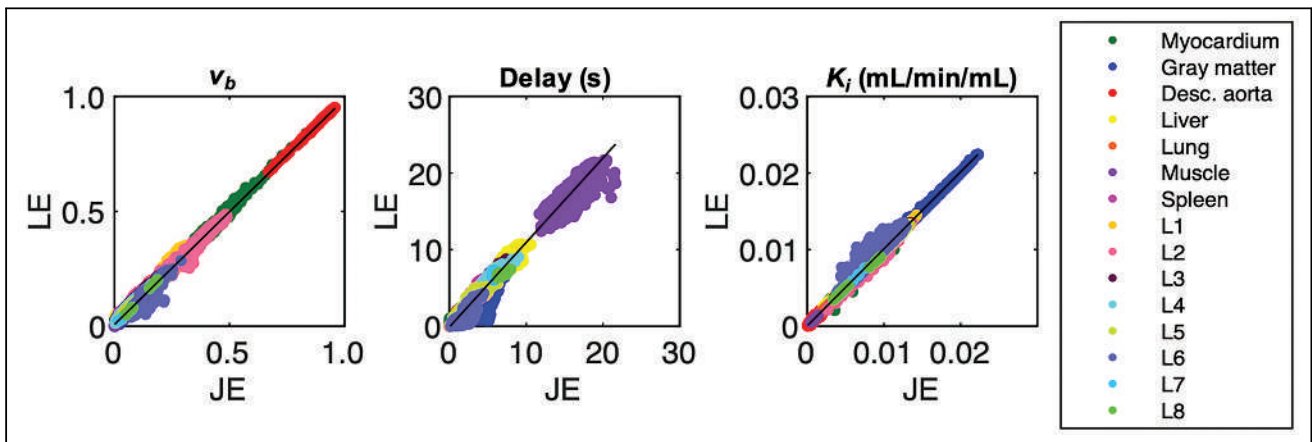 v_b
LE
1.0
0.5
0
0
0.5
1.0
JE
Delay (s)
LE
30
20
10
0
0
10
20
30
JE
K_i (mL/min/mL)
LE
0.03
0.02
0.01
0
0
0.01
0.02
JE
Myocardium
Gray matter
Desc. aorta
Liver
Lung
Muscle
Spleen
L1
L2
L3
L4
L5
L6
L7
L8